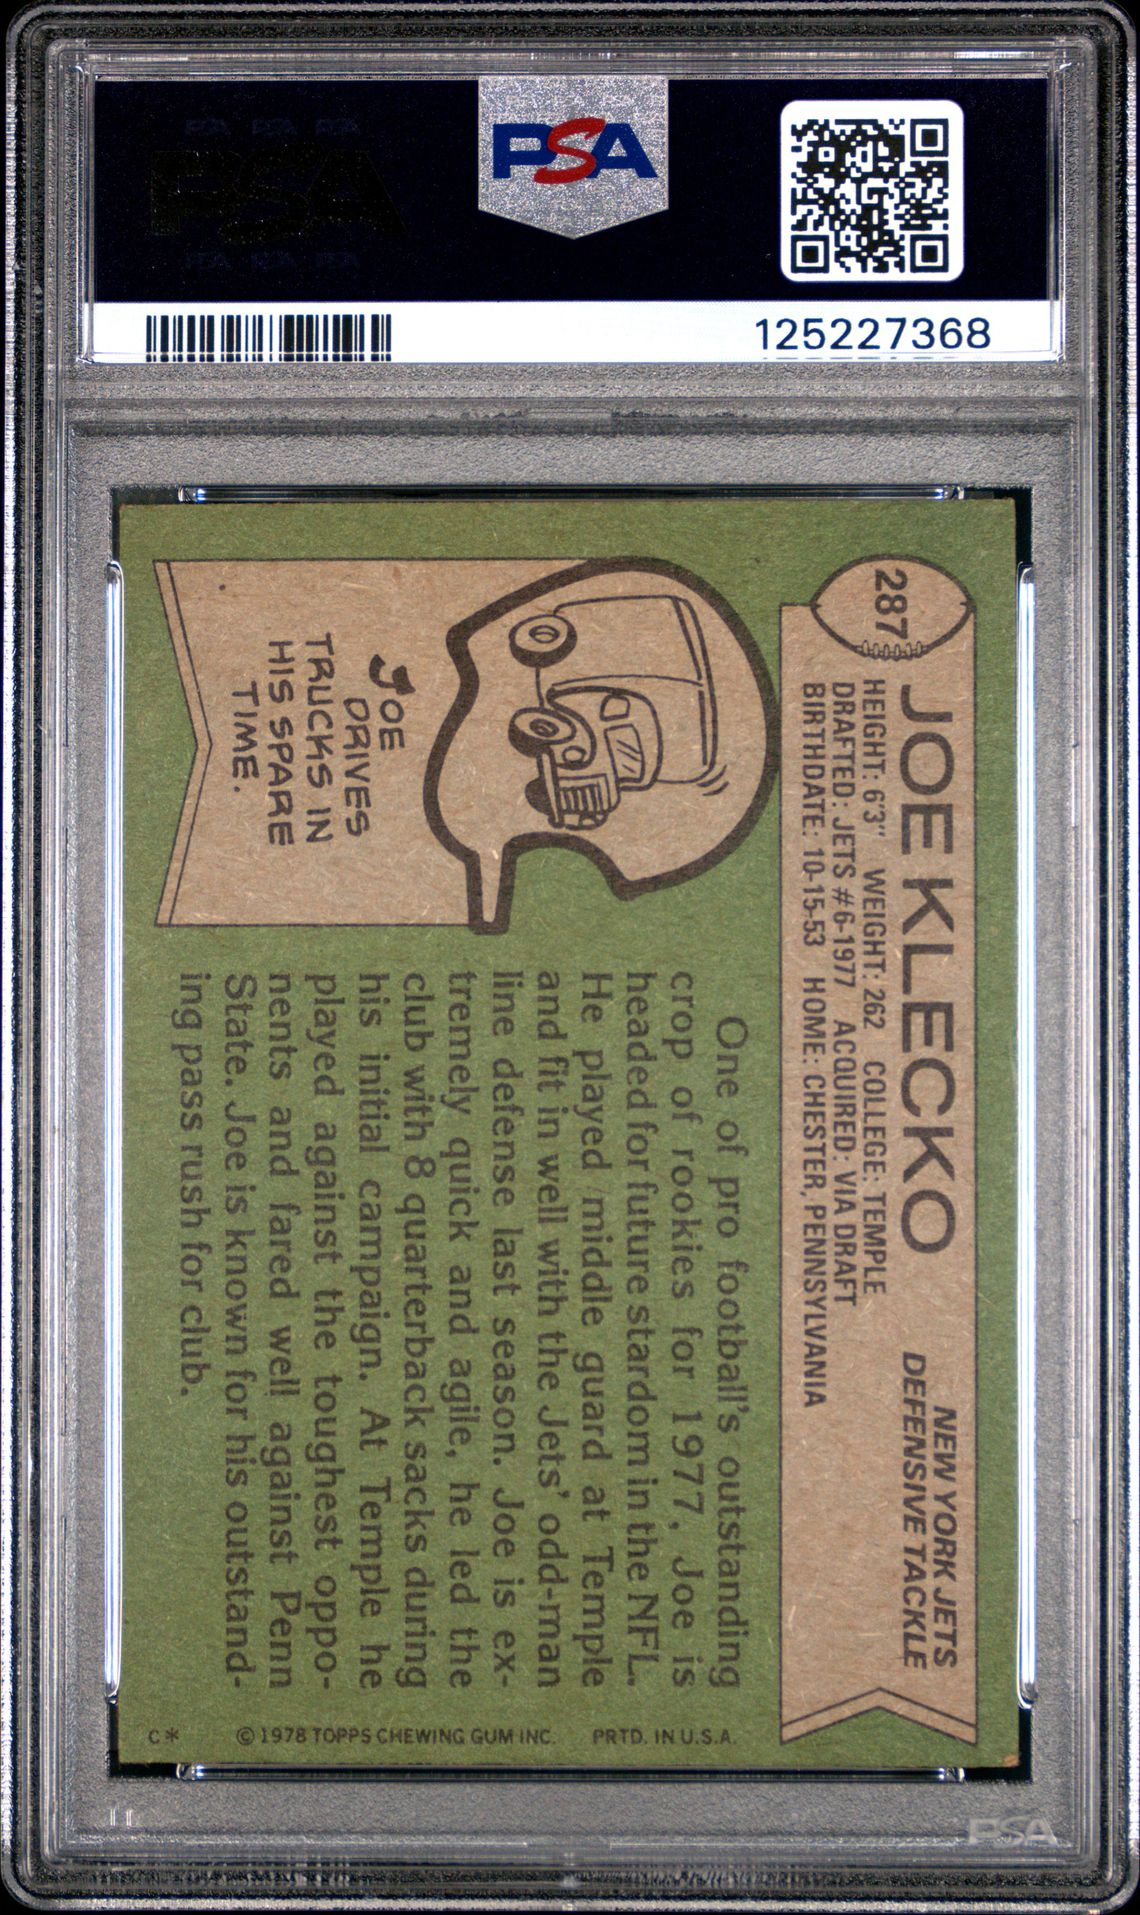 PSA
125227368
287
JOE KLECKO
NEW YORK JETS
DEFENSIVE TACKLE
HEIGHT: 6'3" WEIGHT: 262 COLLEGE: TEMPLE
DRAFTED: JETS #6-1977 ACQUIRED: VIA DRAFT
BIRTHDATE: 10-15-53 HOME: CHESTER, PENNSYLVANIA
JOE
DRIVES
TRUCKS IN
HIS SPARE
TIME.
One of pro football's outstanding
crop of rookies for 1977, Joe is
headed for future stardom in the NFL.
He played middle guard at Temple
and fit in well with the Jets' odd-man
line defense last season. Joe is ex-
tremely quick and agile, he led the
club with 8 quarterback sacks during
his initial campaign. At Temple he
played against the toughest oppo-
nents and fared well against Penn
State. Joe is known for his outstand-
ing pass rush for club.
C* © 1978 TOPPS CHEWING GUM INC. PRTD. IN U.S.A.
PSA